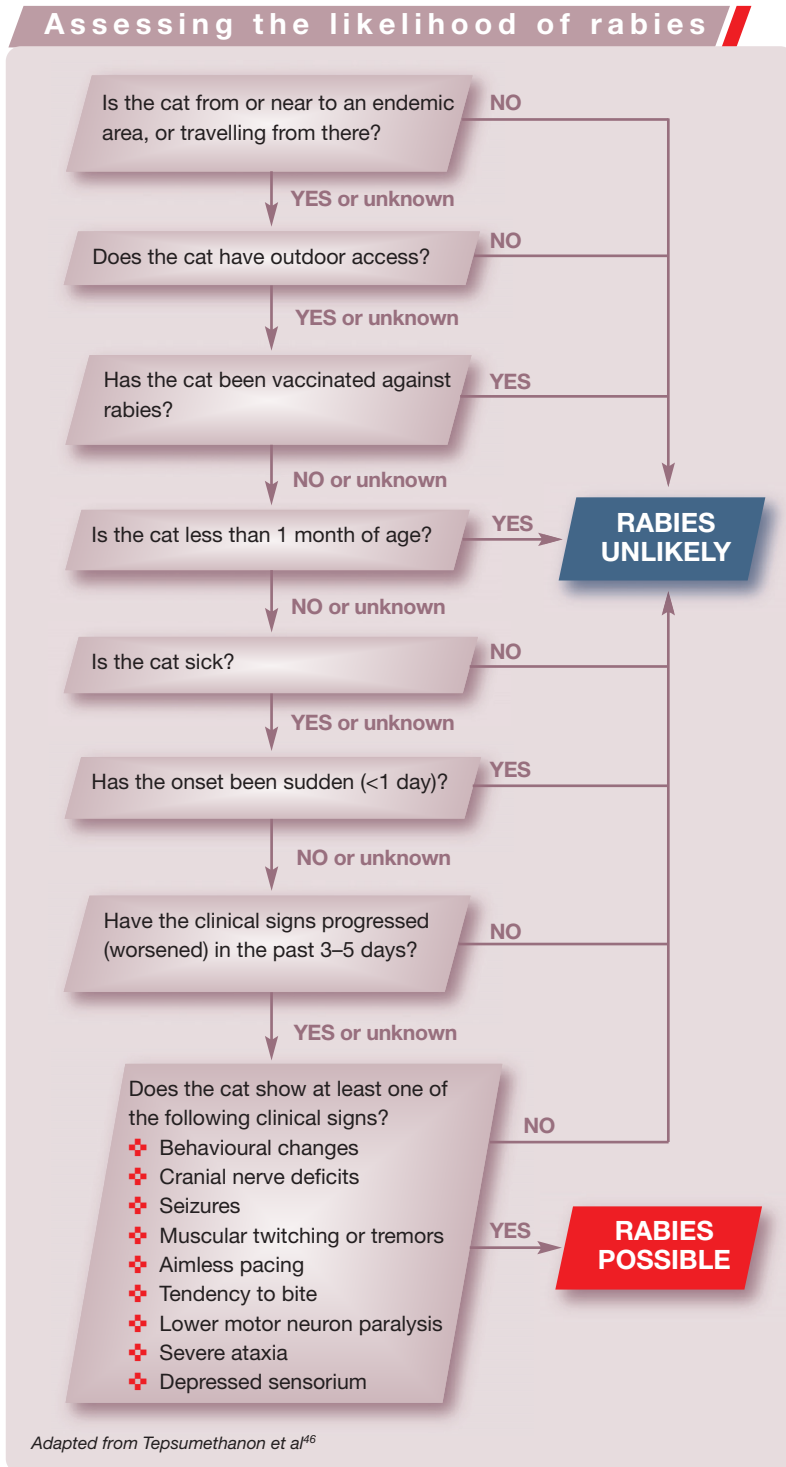 Assessing the likelihood of rabies
Is the cat from or near to an endemic
area, or travelling from there?
NO
YES or unknown
Does the cat have outdoor access?
NO
YES or unknown
Has the cat been vaccinated against
rabies?
YES
NO or unknown
Is the cat less than 1 month of age?
YES
RABIES
UNLIKELY
NO or unknown
Is the cat sick?
NO
YES or unknown
Has the onset been sudden (<1 day)?
YES
NO or unknown
Have the clinical signs progressed
(worsened) in the past 3–5 days?
NO
YES or unknown
Does the cat show at least one of
the following clinical signs?
Behavioural changes
Cranial nerve deficits
Seizures
Muscular twitching or tremors
Aimless pacing
Tendency to bite
Lower motor neuron paralysis
Severe ataxia
Depressed sensorium
NO
YES
RABIES
POSSIBLE
Adapted from Tepsumethanon et al46